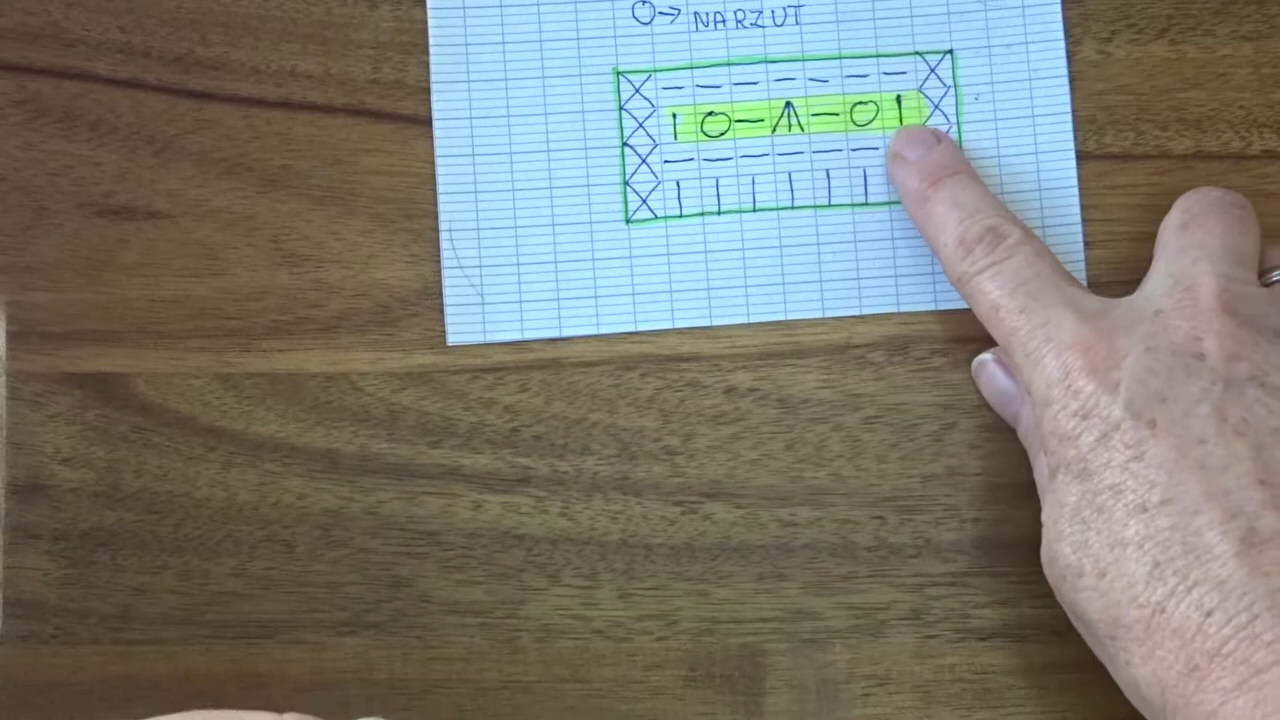 O→ NARZUT
X — — — — — — — X
X | O — /|\ — O | X
X — — — — — —
X | | | | | |